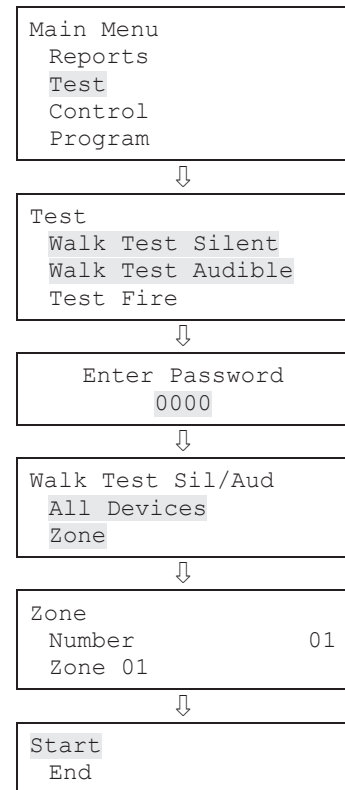 Main Menu
Reports
Test
Control
Program
Test
Walk Test Silent
Walk Test Audible
Test Fire
Enter Password
0000
Walk Test Sil/Aud
All Devices
Zone
Zone
Number 01
Zone 01
Start
End